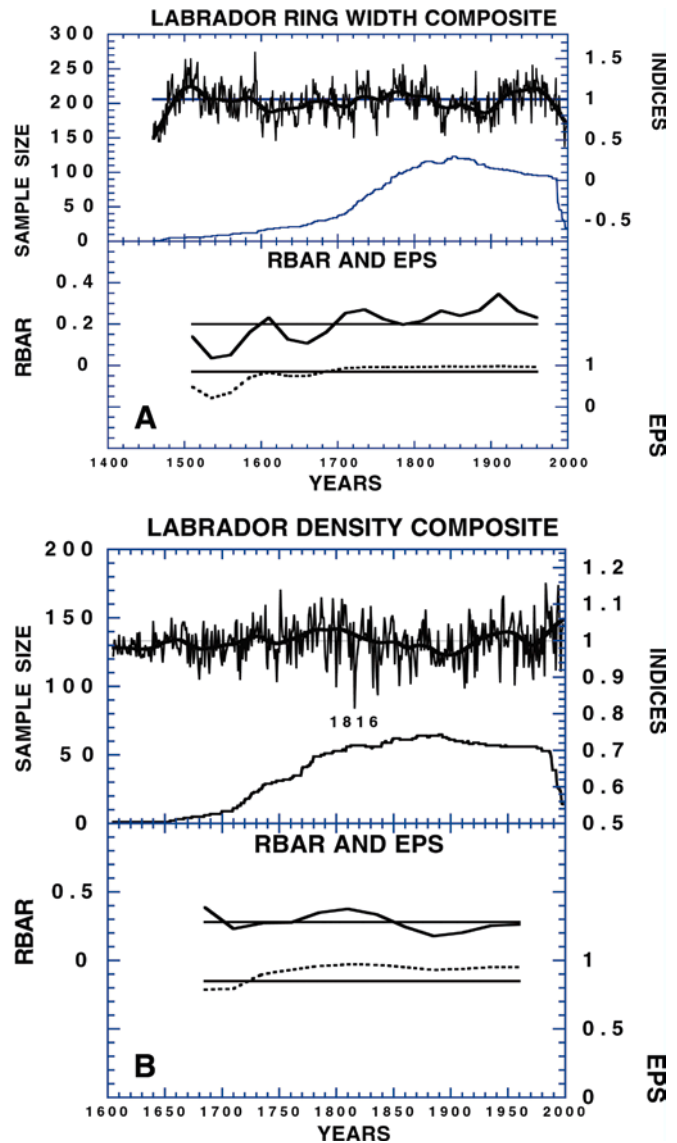 LABRADOR RING WIDTH COMPOSITE
300
250
200
150
100
50
0
SAMPLE SIZE
1.5
1
0.5
0
-0.5
INDICES
RBAR AND EPS
0.4
0.2
0
RBAR
1
0
EPS
A
1400 1500 1600 1700 1800 1900 2000
YEARS
LABRADOR DENSITY COMPOSITE
200
150
100
50
0
SAMPLE SIZE
1.2
1.1
1
0.9
0.8
0.7
0.6
0.5
INDICES
1816
RBAR AND EPS
0.5
0
RBAR
1
0.5
0
EPS
B
1600 1650 1700 1750 1800 1850 1900 1950 2000
YEARS